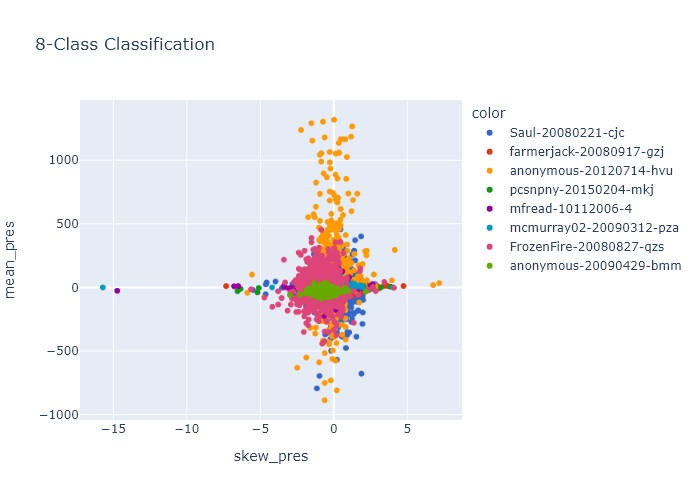 8-Class Classification
color
Saul-20080221-cjc
farmerjack-20080917-gzj
anonymous-20120714-hvu
pcsnpny-20150204-mkj
mfread-10112006-4
mcmurray02-20090312-pza
FrozenFire-20080827-qzs
anonymous-20090429-bmm
mean_pres
1000
500
0
−500
−1000
−15
−10
−5
0
5
skew_pres